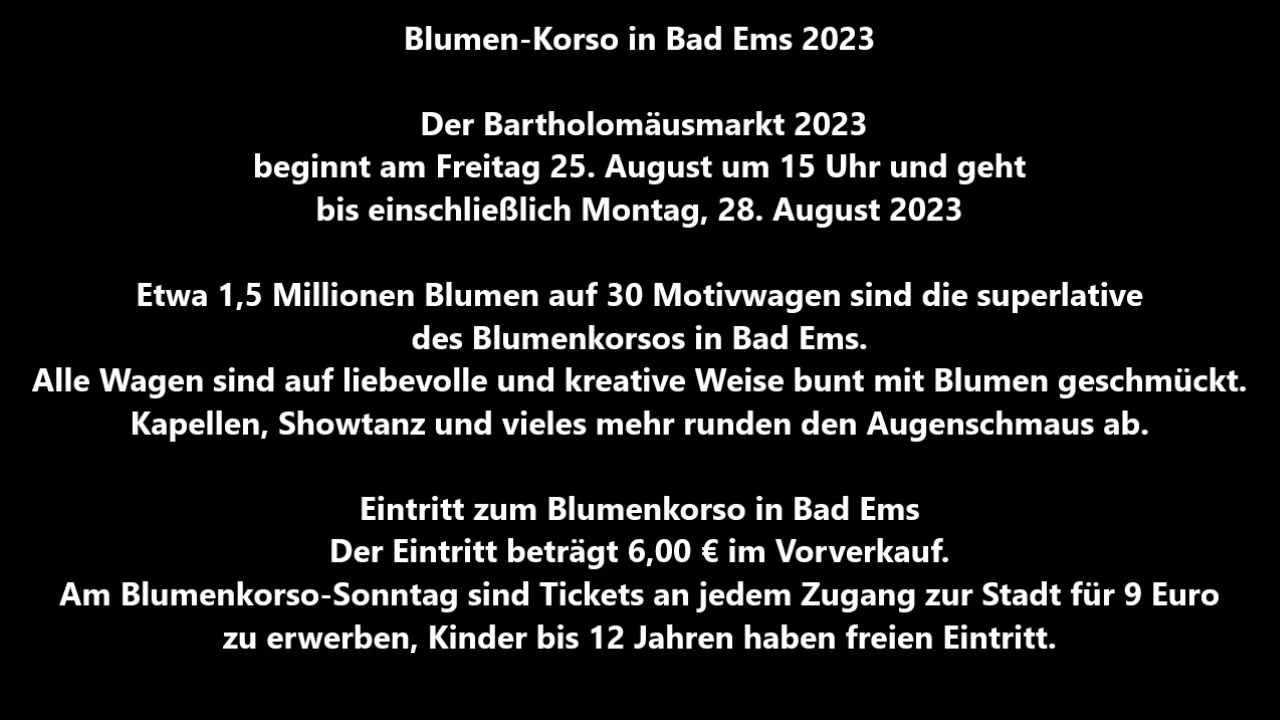 Blumen-Korso in Bad Ems 2023
Der Bartholomäusmarkt 2023
beginnt am Freitag 25. August um 15 Uhr und geht
bis einschließlich Montag, 28. August 2023
Etwa 1,5 Millionen Blumen auf 30 Motivwagen sind die superlative
des Blumenkorsos in Bad Ems.
Alle Wagen sind auf liebevolle und kreative Weise bunt mit Blumen geschmückt.
Kapellen, Showtanz und vieles mehr runden den Augenschmaus ab.
Eintritt zum Blumenkorso in Bad Ems
Der Eintritt beträgt 6,00 € im Vorverkauf.
Am Blumenkorso-Sonntag sind Tickets an jedem Zugang zur Stadt für 9 Euro
zu erwerben, Kinder bis 12 Jahren haben freien Eintritt.